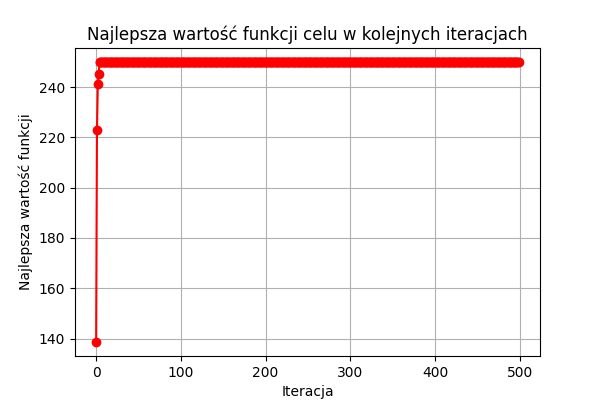 Najlepsza wartość funkcji celu w kolejnych iteracjach
Najlepsza wartość funkcji
240
220
200
180
160
140
0 100 200 300 400 500
Iteracja